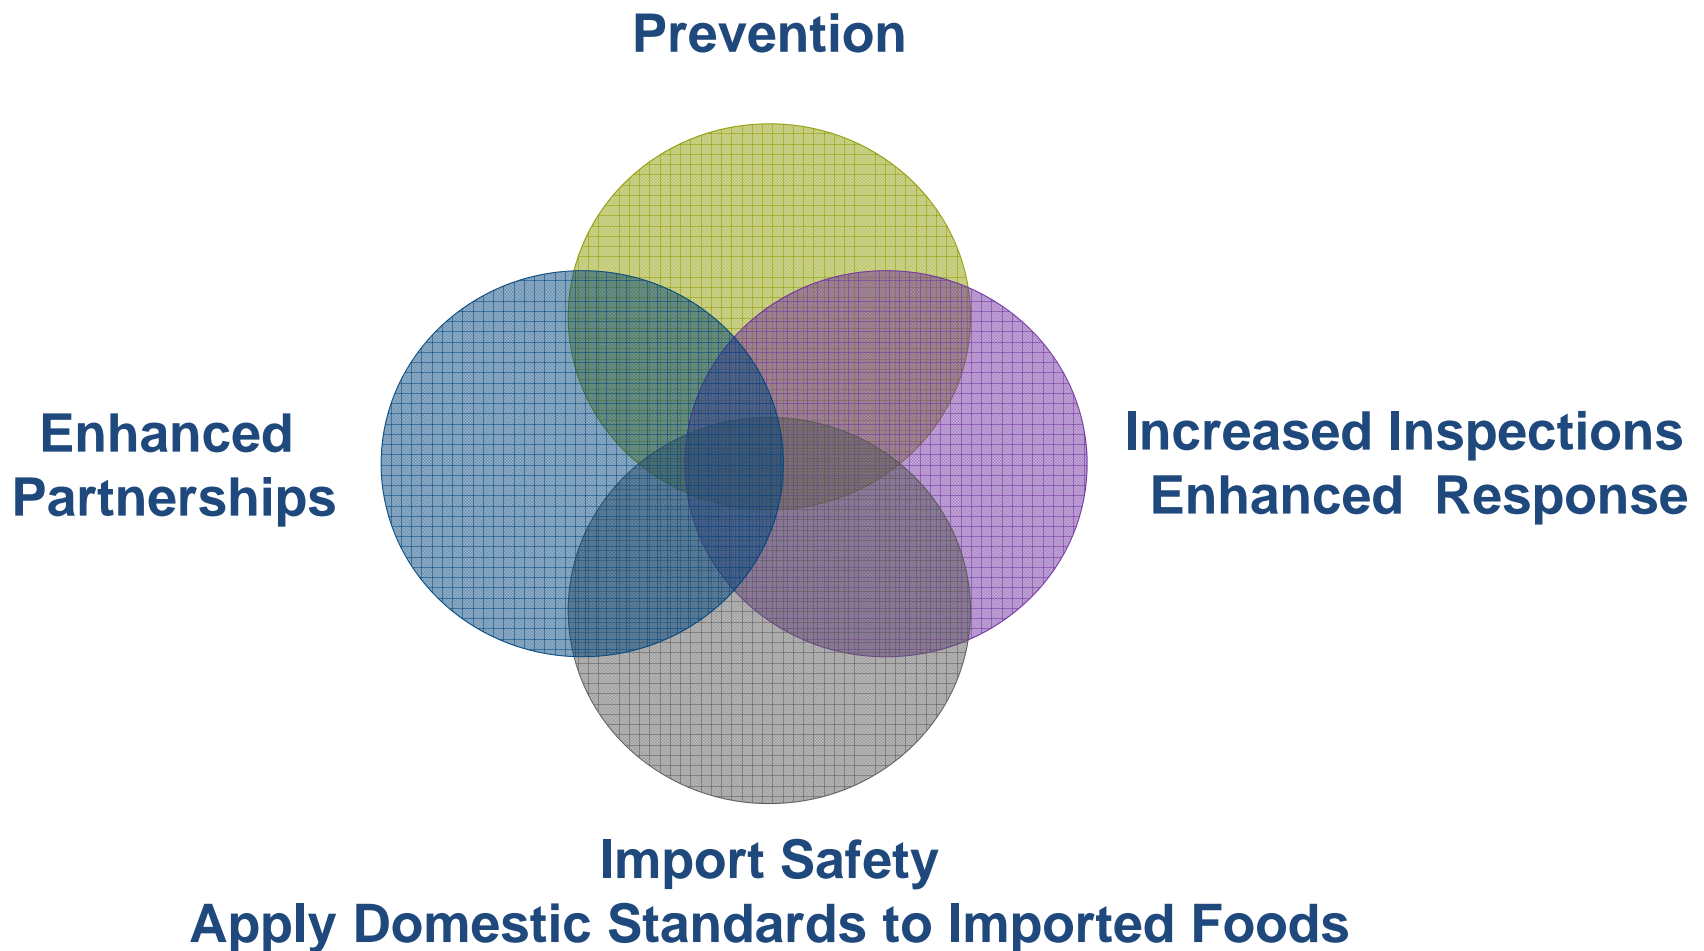 Prevention
Enhanced
Partnerships
Increased Inspections
Enhanced Response
Import Safety
Apply Domestic Standards to Imported Foods